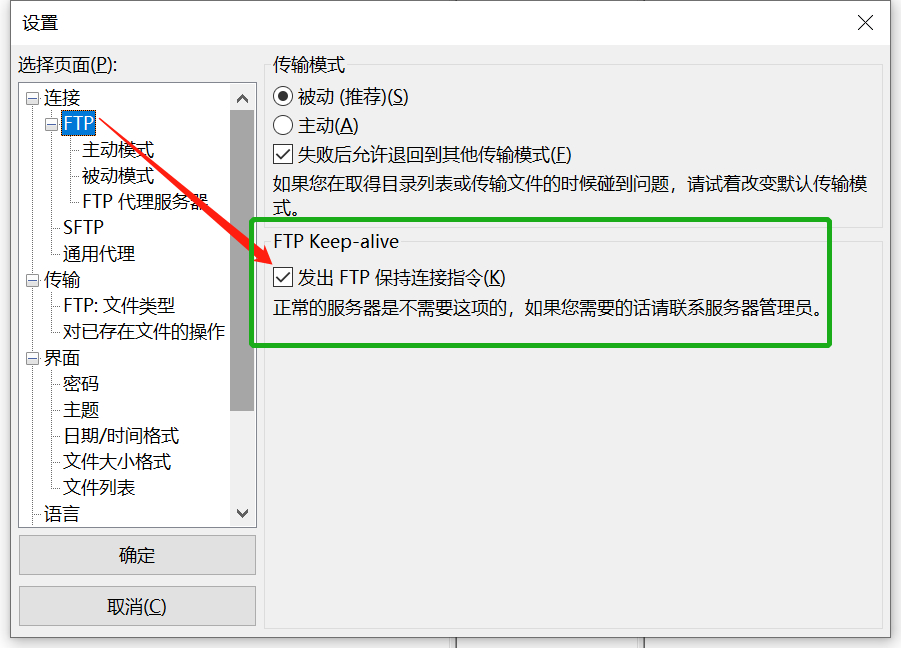 设置
选择页面(P):
连接
FTP
主动模式
被动模式
FTP 代理服务器
SFTP
通用代理
传输
FTP: 文件类型
对已存在文件的操作
界面
密码
主题
日期/时间格式
文件大小格式
文件列表
语言
确定
取消(C)
传输模式
被动 (推荐)(S)
主动(A)
失败后允许退回到其他传输模式(F)
如果您在取得目录列表或传输文件的时候碰到问题，请试着改变默认传输模
式。
FTP Keep-alive
发出 FTP 保持连接指令(K)
正常的服务器是不需要这项的，如果您需要的话请联系服务器管理员。